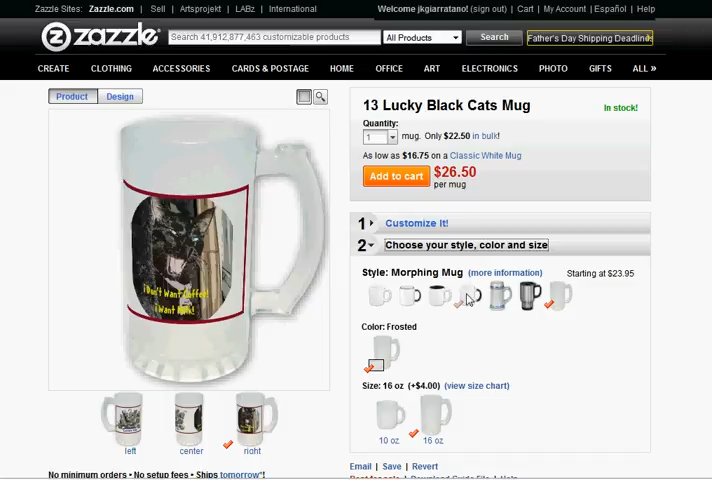 Zazzle Sites: Zazzle.com | Sell | Artsprojekt | LABz | International
Welcome jkgiarratano! (sign out) | Cart | My Account | Español | Help
zazzle
Search 41,912,877,463 customizable products
All Products
Search
Father's Day Shipping Deadlines
CREATE CLOTHING ACCESSORIES CARDS & POSTAGE HOME OFFICE ART ELECTRONICS PHOTO GIFTS ALL »
Product Design
13 Lucky Black Cats Mug
In stock!
Quantity:
1 mug. Only $22.50 in bulk!
As low as $16.75 on a Classic White Mug
Add to cart $26.50
per mug
1 Customize It!
2 Choose your style, color and size
Style: Morphing Mug (more information) Starting at $23.95
I Don't Want Coffee!
I Want Milk!
Color: Frosted
Size: 16 oz (+$4.00) (view size chart)
10 oz 16 oz
left center right
Email | Save | Revert
No minimum orders • No setup fees • Ships tomorrow*!